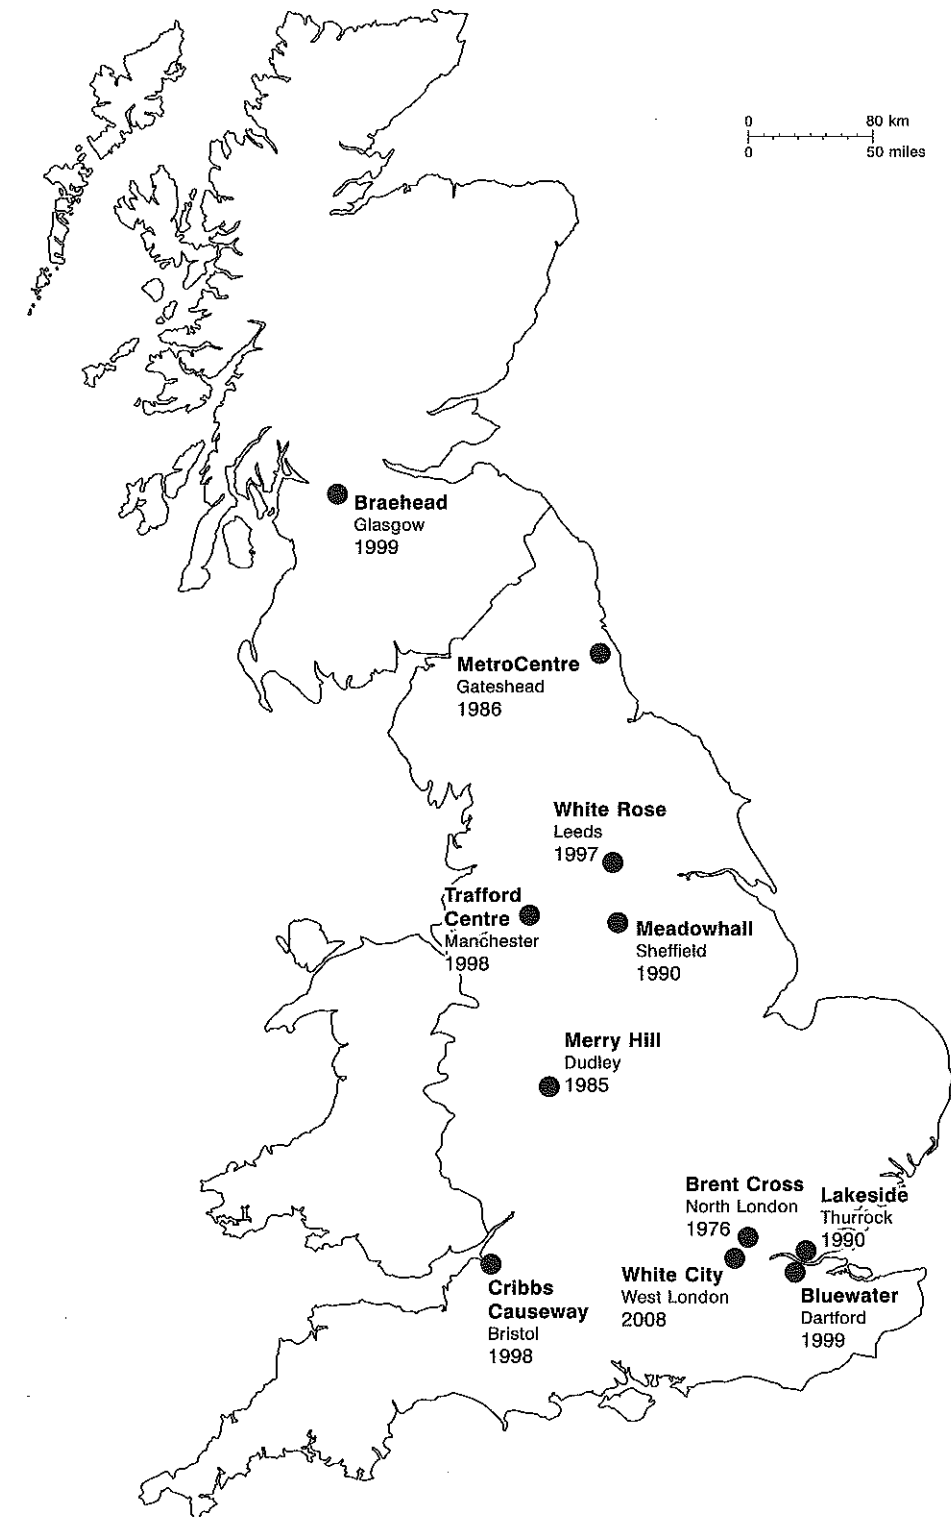 0 80 km
0 50 miles
Braehead
Glasgow
1999
MetroCentre
Gateshead
1986
White Rose
Leeds
1997
Trafford
Centre
Manchester
1998
Meadowhall
Sheffield
1990
Merry Hill
Dudley
1985
Brent Cross
North London
1976
Lakeside
Thurrock
1990
White City
West London
2008
Bluewater
Dartford
1999
Cribbs
Causeway
Bristol
1998